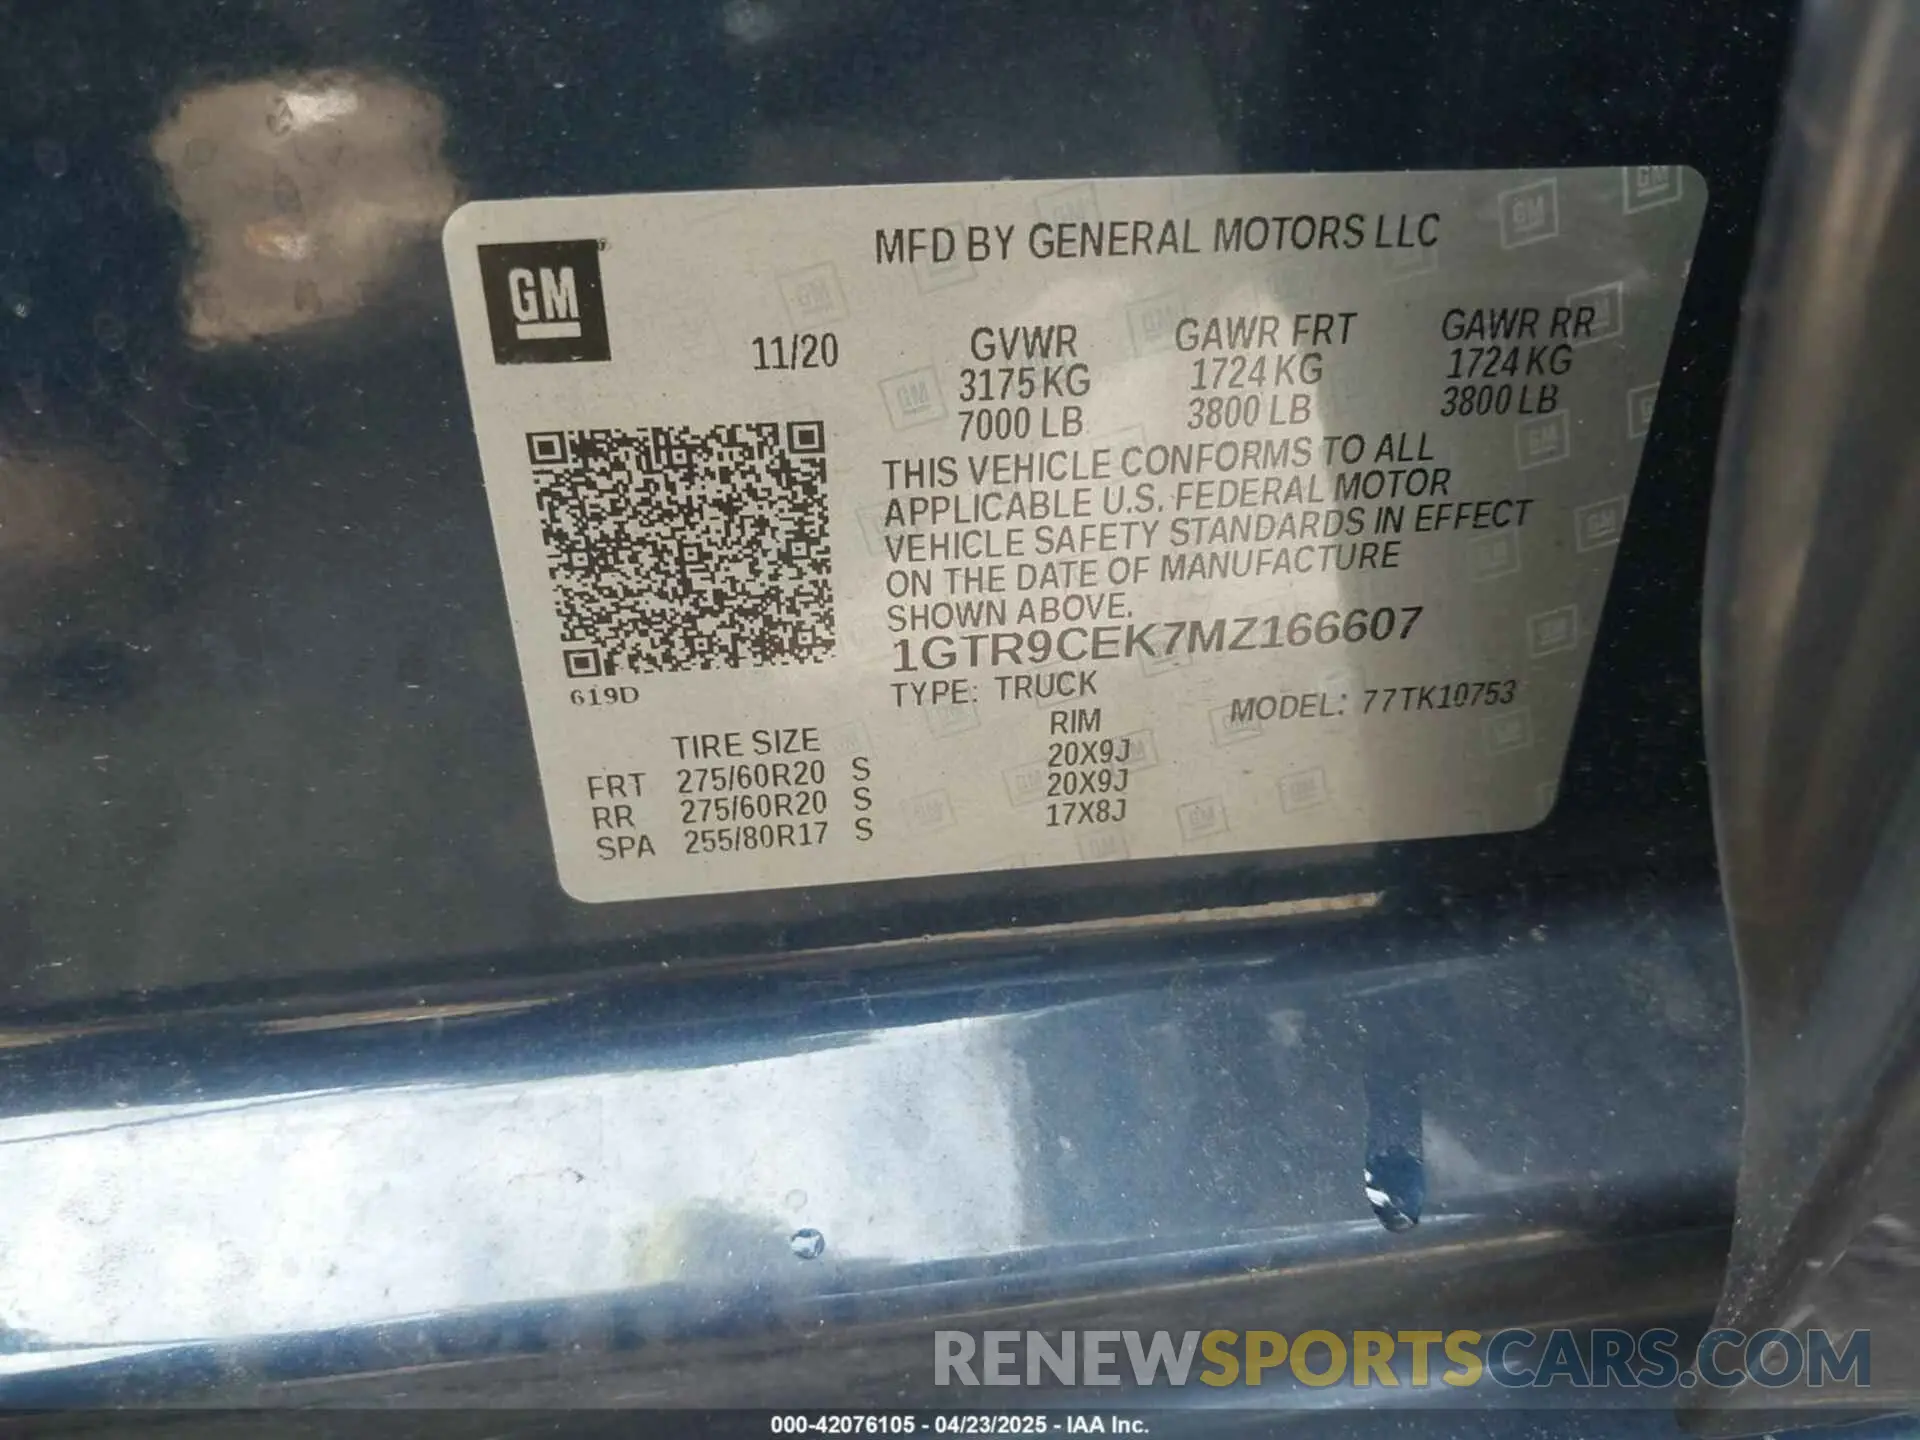 MFD BY GENERAL MOTORS LLC
GM
11/20
GVWR GAWR FRT GAWR RR
3175 KG 1724 KG 1724 KG
7000 LB 3800 LB 3800 LB
THIS VEHICLE CONFORMS TO ALL
APPLICABLE U.S. FEDERAL MOTOR
VEHICLE SAFETY STANDARDS IN EFFECT
ON THE DATE OF MANUFACTURE
SHOWN ABOVE.
1GTR9CEK7MZ166607
619D
TYPE: TRUCK MODEL: 77TK10753
TIRE SIZE RIM
FRT 275/60R20 S 20X9J
RR 275/60R20 S 20X9J
SPA 255/80R17 S 17X8J
RENEWSPORTSCARS.COM
000-42076105 - 04/23/2025 - IAA Inc.